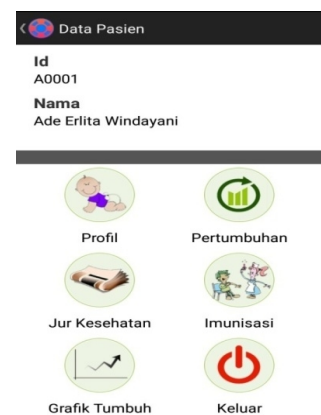 Data Pasien
Id
A0001
Nama
Ade Erlita Windayani
Profil
Pertumbuhan
Jur Kesehatan
Imunisasi
Grafik Tumbuh
Keluar